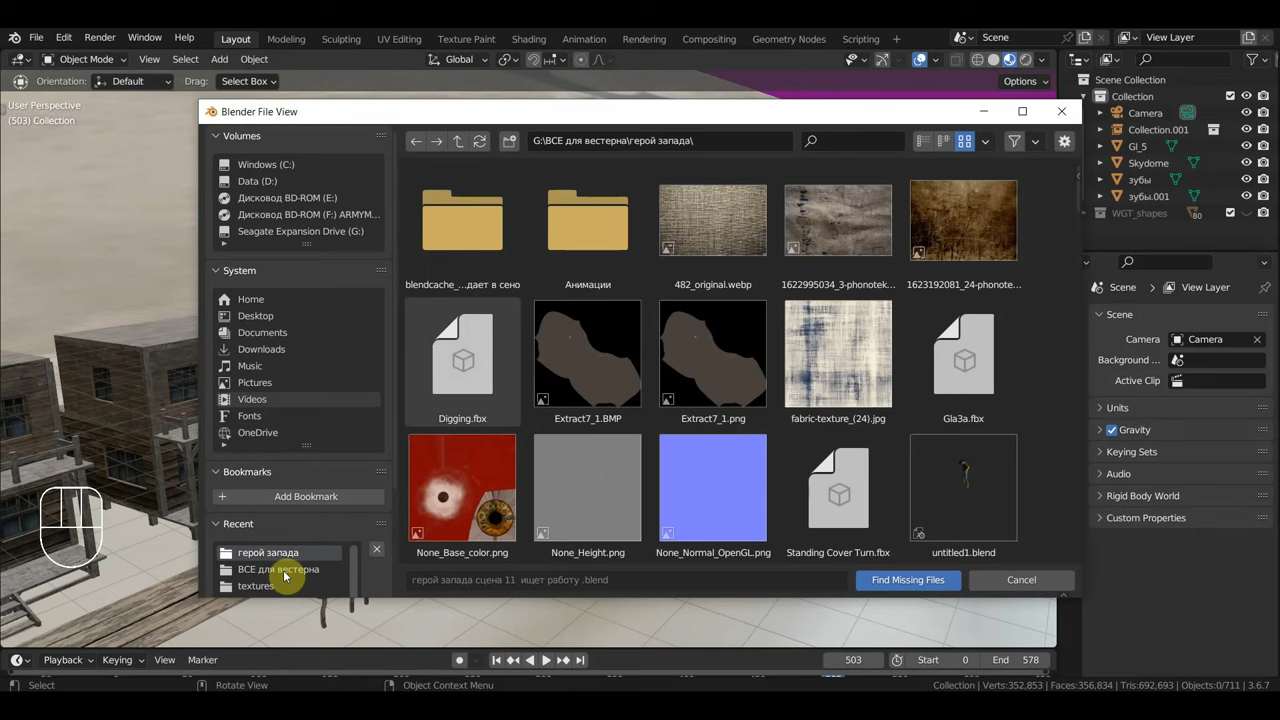 File Edit Render Window Help Layout Modeling Sculpting UV Editing Texture Paint Shading Animation Rendering Compositing Geometry Nodes Scripting + Scene View Layer
Object Mode View Select Add Object Global
Orientation: Default Drag: Select Box Options
User Perspective
(503) Collection
Scene Collection
Collection
Camera
Collection.001
Gl_5
Skydome
зубы
зубы.001
WGT_shapes 80
Blender File View
Volumes
Windows (C:)
Data (D:)
Дисковод BD-ROM (E:)
Дисковод BD-ROM (F:) ARMYM...
Seagate Expansion Drive (G:)
System
Home
Desktop
Documents
Downloads
Music
Pictures
Videos
Fonts
OneDrive
Bookmarks
Add Bookmark
Recent
герой запада
ВСЕ для вестерна
textures
G:\ВСЕ для вестерна\герой запада\
blendcache_...дает в сено Анимации 482_original.webp 1622995034_3-phonotek... 1623192081_24-phonote...
Digging.fbx Extract7_1.BMP Extract7_1.png fabric-texture_(24).jpg Gla3a.fbx
None_Base_color.png None_Height.png None_Normal_OpenGL.png Standing Cover Turn.fbx untitled1.blend
герой запада сцена 11 ищет работу .blend Find Missing Files Cancel
Scene View Layer
Scene
Camera Camera
Background ...
Active Clip
Units
Gravity
Keying Sets
Audio
Rigid Body World
Custom Properties
Playback Keying View Marker 503 Start 0 End 578
Select Rotate View Object Context Menu Collection | Verts:352,853 | Faces:356,834 | Tris:692,693 | Objects:0/711 | 3.6.7